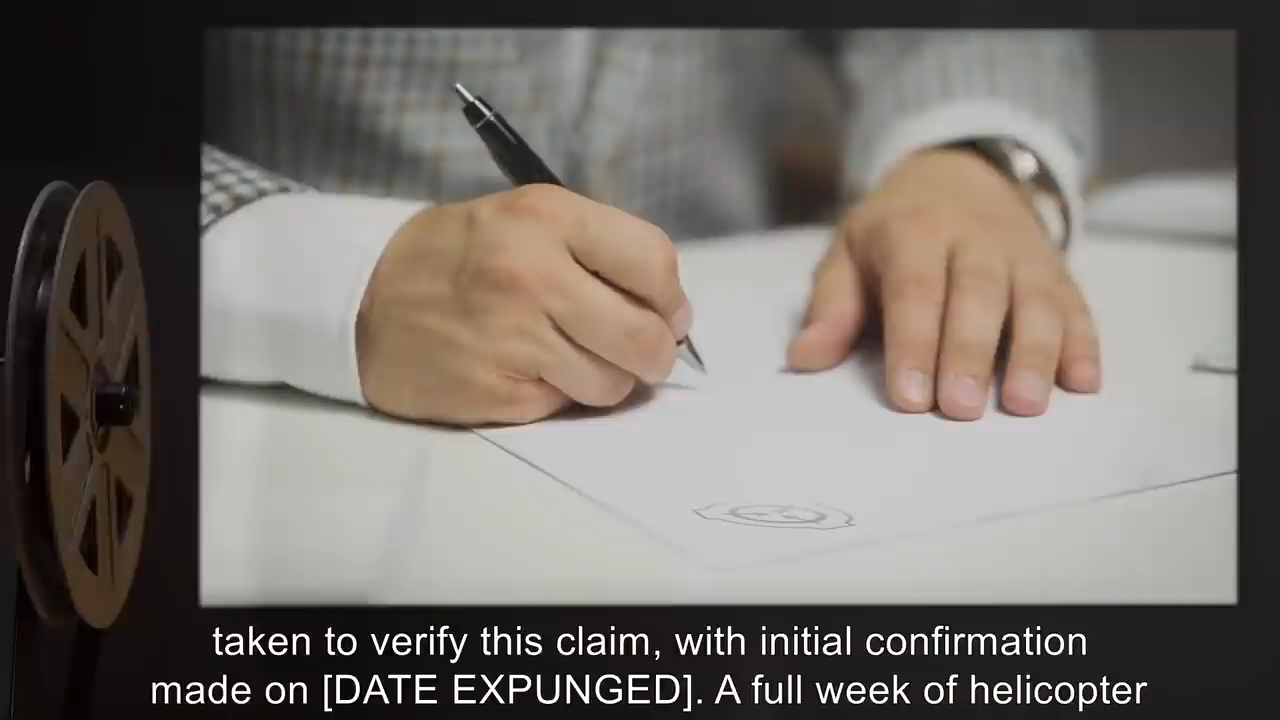 taken to verify this claim, with initial confirmation
made on [DATE EXPUNGED]. A full week of helicopter